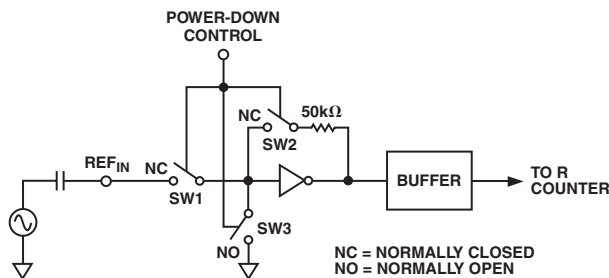 POWER-DOWN
CONTROL
NC
50kΩ
SW2
REFIN
NC
SW1
BUFFER
TO R
COUNTER
SW3
NO
NC = NORMALLY CLOSED
NO = NORMALLY OPEN